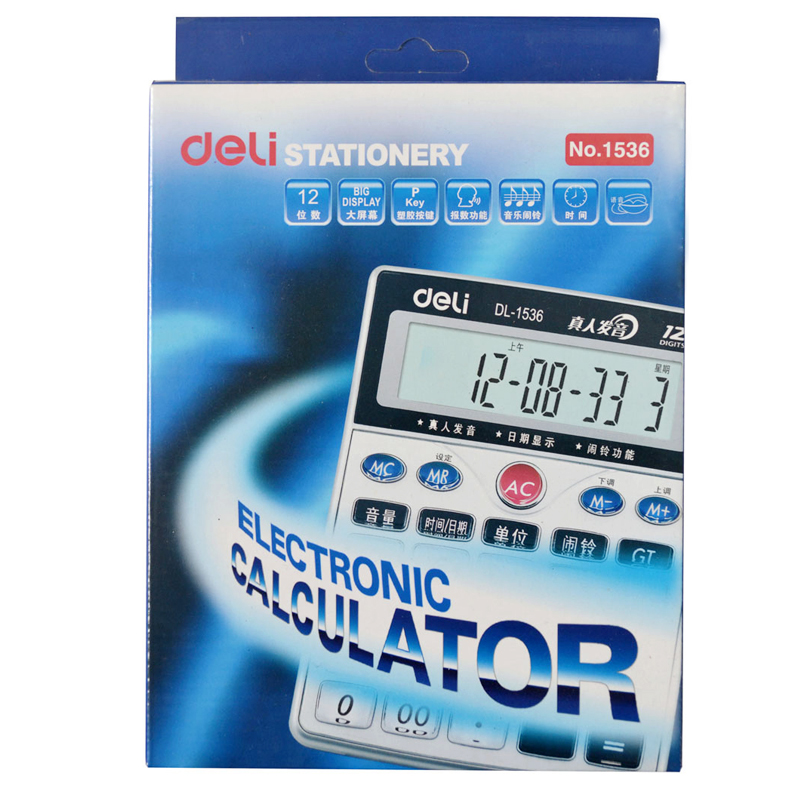 deli STATIONERY
No.1536
12
位数
BIG
DISPLAY
大屏幕
P
Key
塑胶按键
报数功能
音乐闹铃
时间
语音
deli
DL-1536
真人发音
12
DIGITS
上午
星期
12-08-33 3
★真人发音 ★日期显示 ★闹铃功能
设定
下调
上调
MC
MR
AC
M-
M+
音量
时间/日期
单位
闹铃
GT
ELECTRONIC
CALCULATOR
0
00
.
=